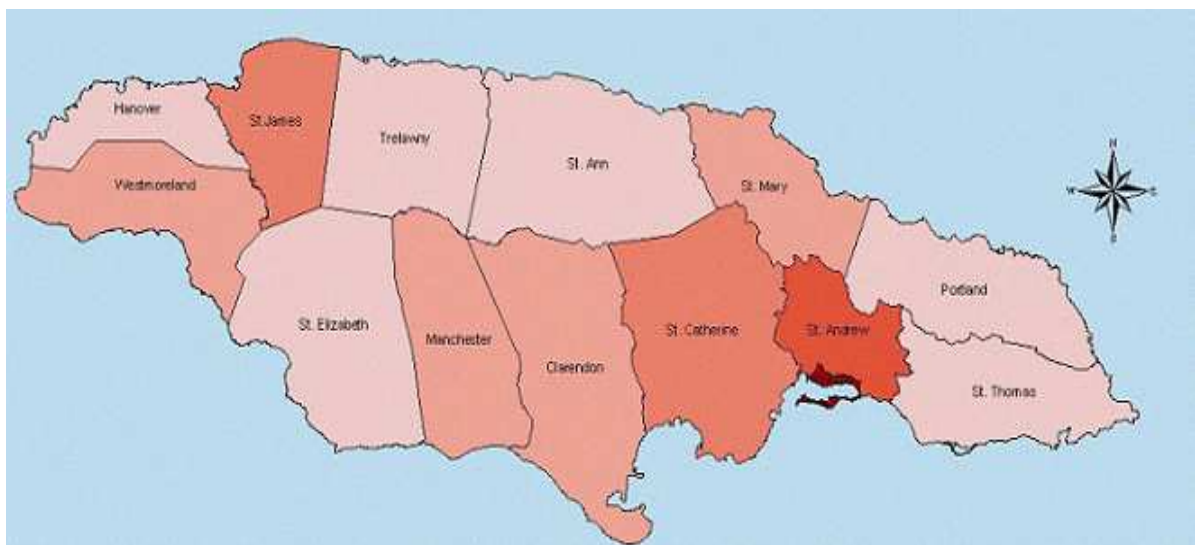 Hanover
St.James
Trelawny
St. Ann
St. Mary
Westmoreland
N
W
S
Portland
St. Elizabeth
Manchester
Clarendon
St. Catherine
St. Andrew
St. Thomas